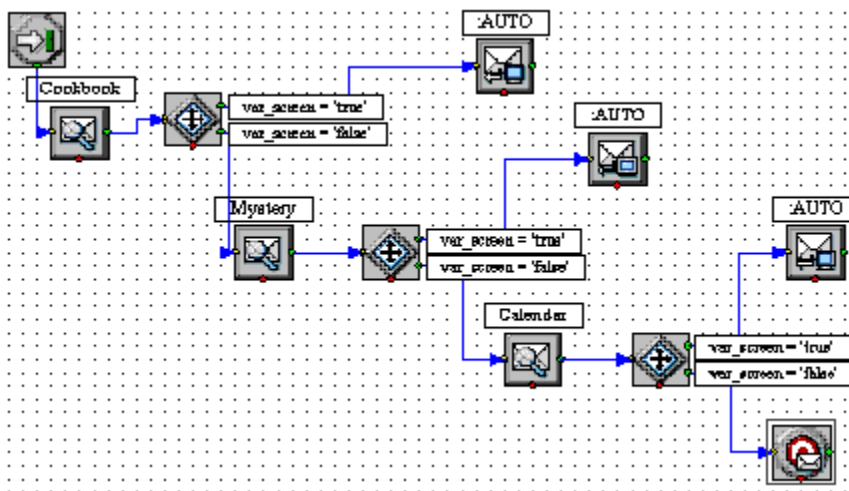 :AUTO
Cookbook
var_screen = 'true'
var_screen = 'false'
:AUTO
Mystery
var_screen = 'true'
var_screen = 'false'
:AUTO
Calendar
var_screen = 'true'
var_screen = 'false'